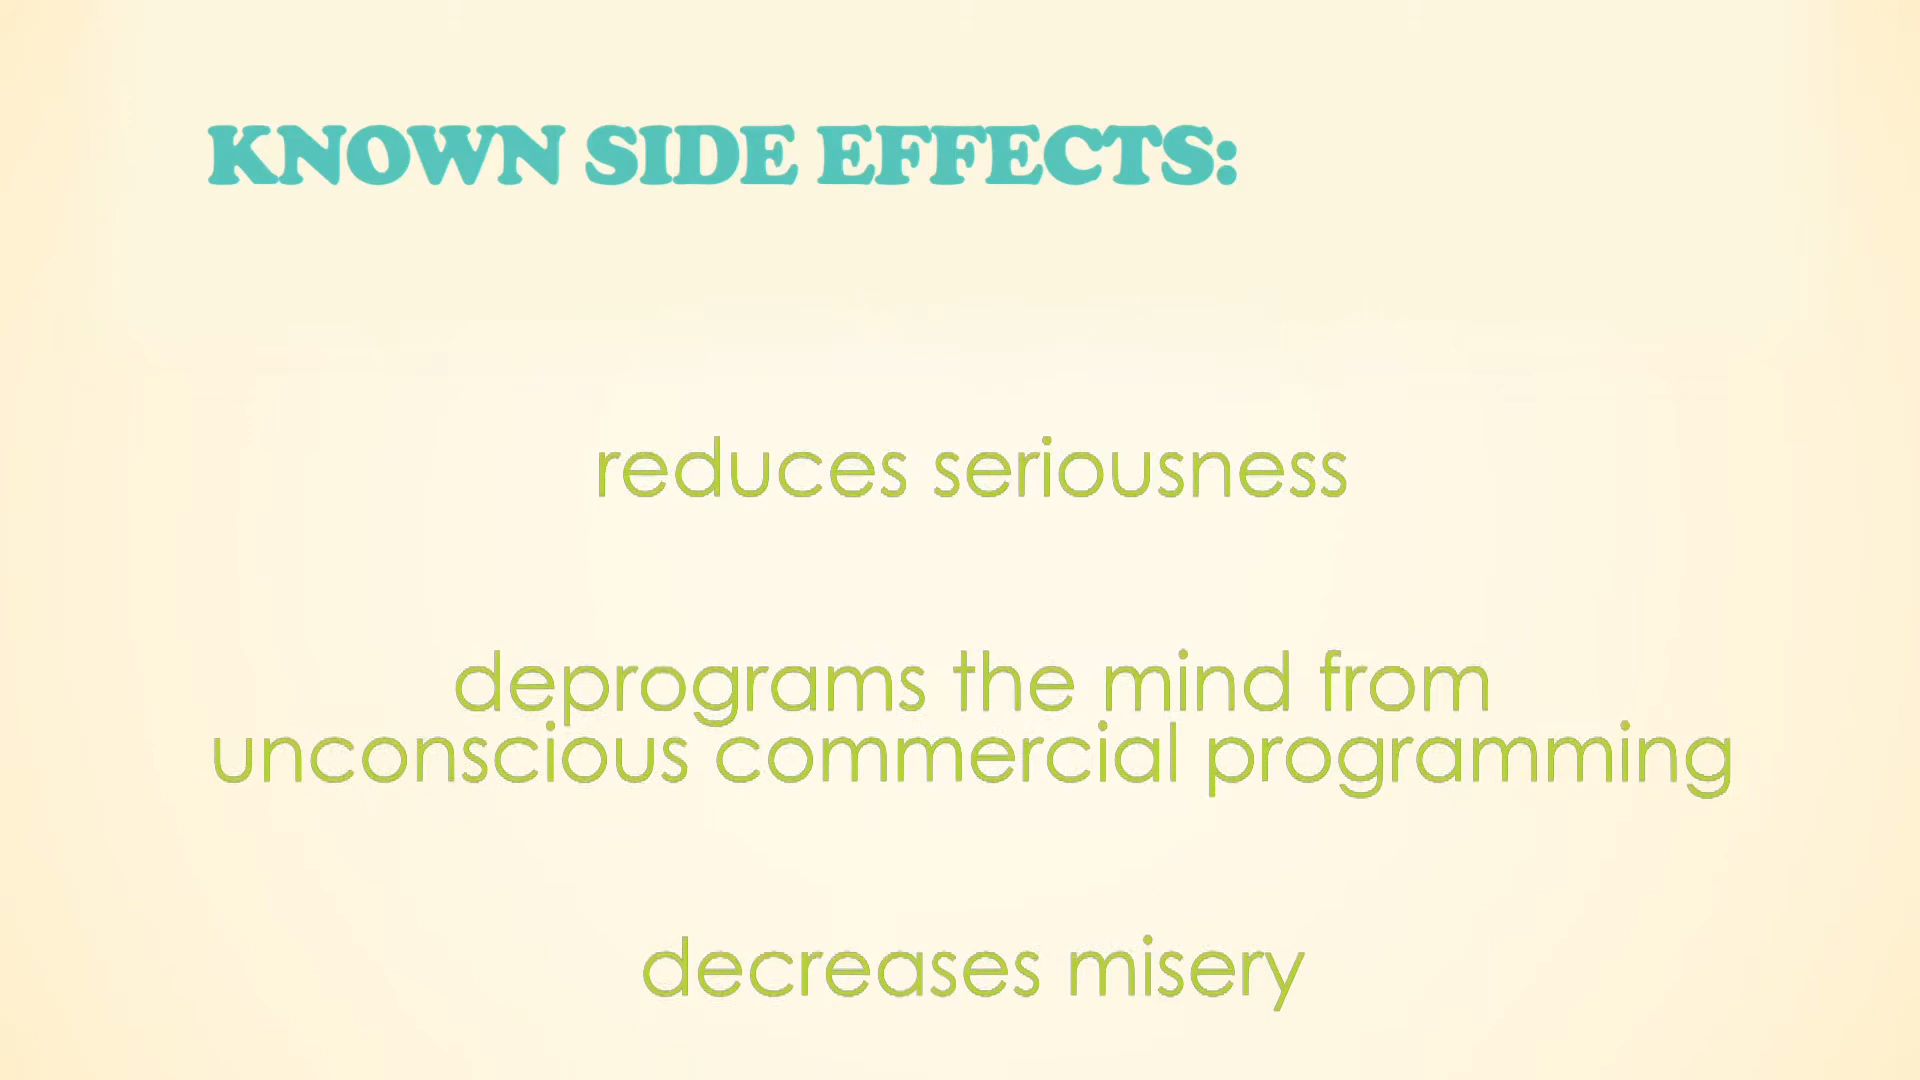 KNOWN SIDE EFFECTS:
reduces seriousness
deprograms the mind from
unconscious commercial programming
decreases misery